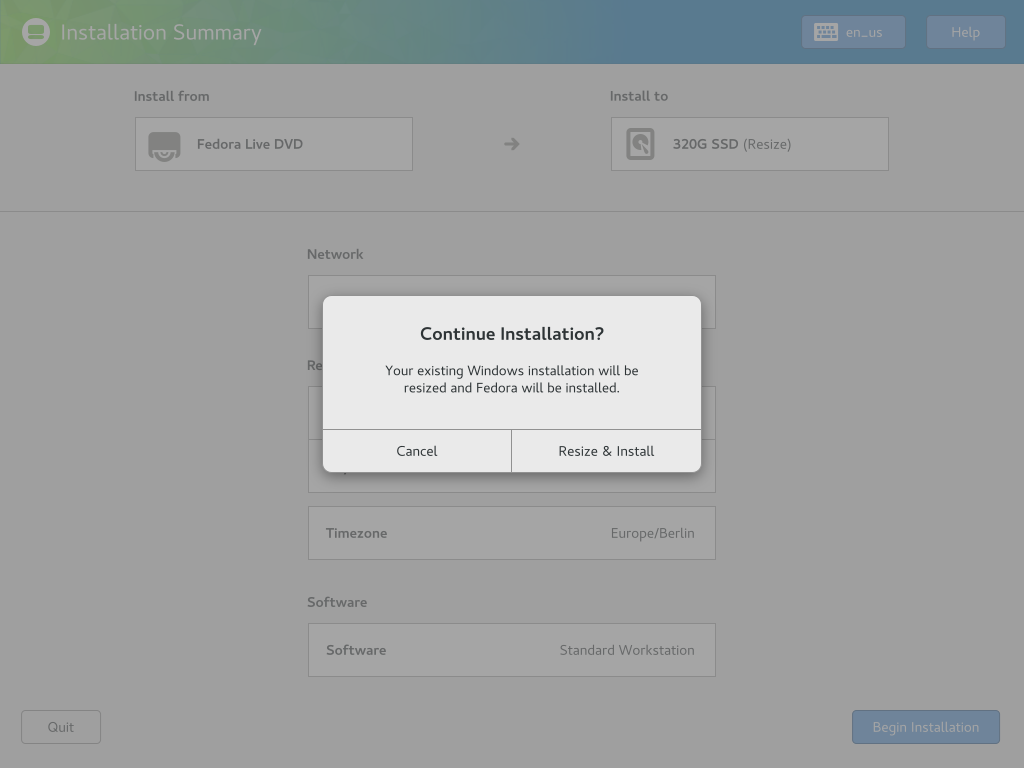 Installation Summary
en_us
Help
Install from
Install to
Fedora Live DVD
320G SSD (Resize)
Network
Continue Installation?
Your existing Windows installation will be
resized and Fedora will be installed.
Cancel
Resize & Install
Timezone
Europe/Berlin
Software
Software
Standard Workstation
Quit
Begin Installation